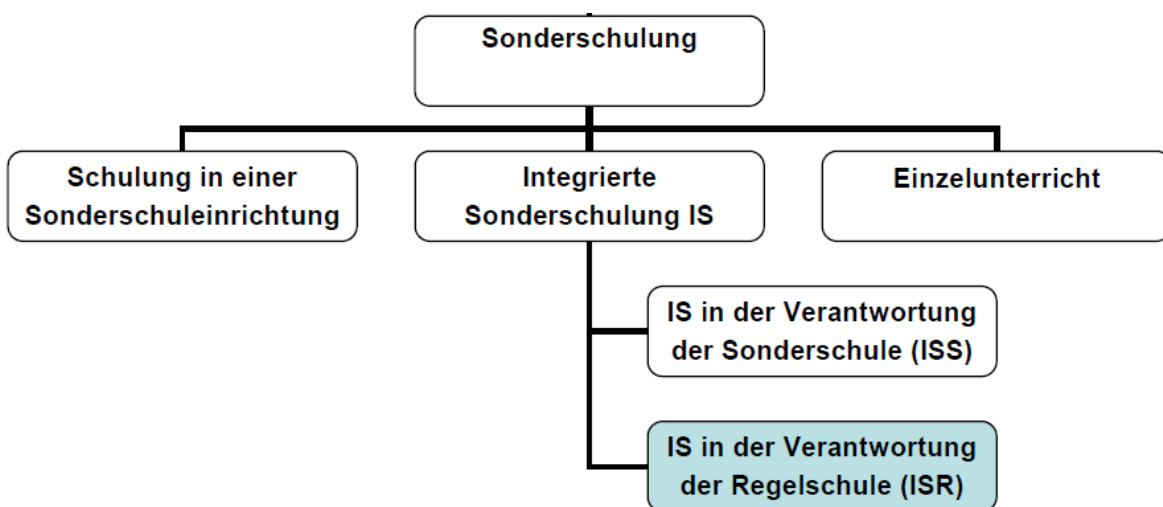 Sonderschulung
Schulung in einer
Sonderschuleinrichtung
Integrierte
Sonderschulung IS
Einzelunterricht
IS in der Verantwortung
der Sonderschule (ISS)
IS in der Verantwortung
der Regelschule (ISR)